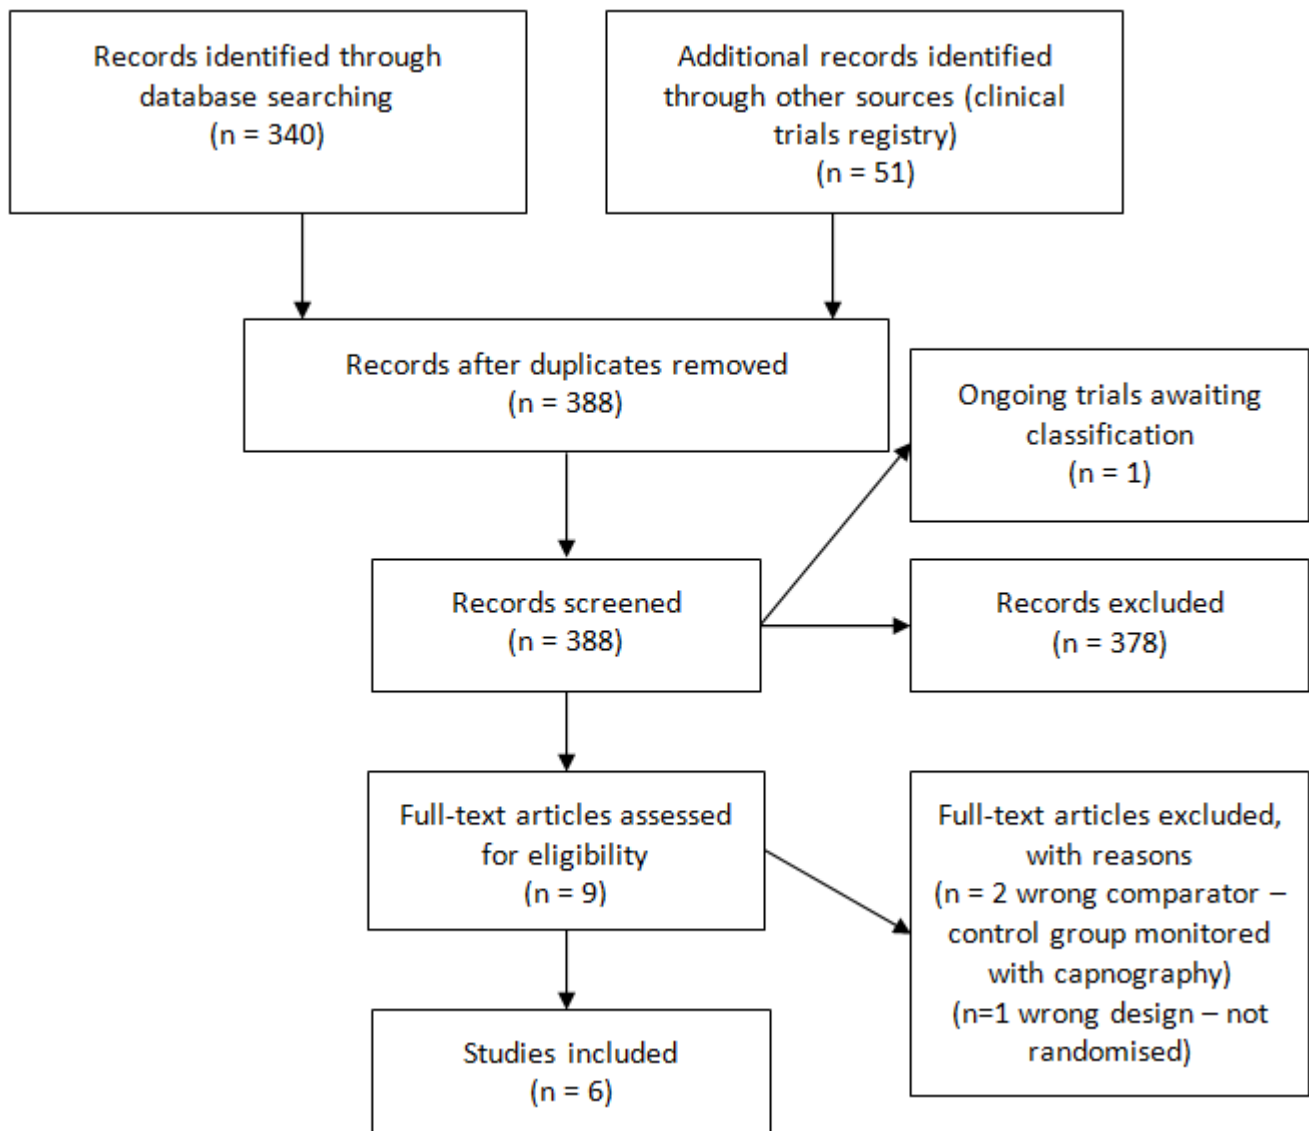 Records identified through
database searching
(n = 340)
Additional records identified
through other sources (clinical
trials registry)
(n = 51)
Records after duplicates removed
(n = 388)
Ongoing trials awaiting
classification
(n = 1)
Records screened
(n = 388)
Records excluded
(n = 378)
Full-text articles assessed
for eligibility
(n = 9)
Full-text articles excluded,
with reasons
(n = 2 wrong comparator –
control group monitored
with capnography)
(n=1 wrong design – not
randomised)
Studies included
(n = 6)